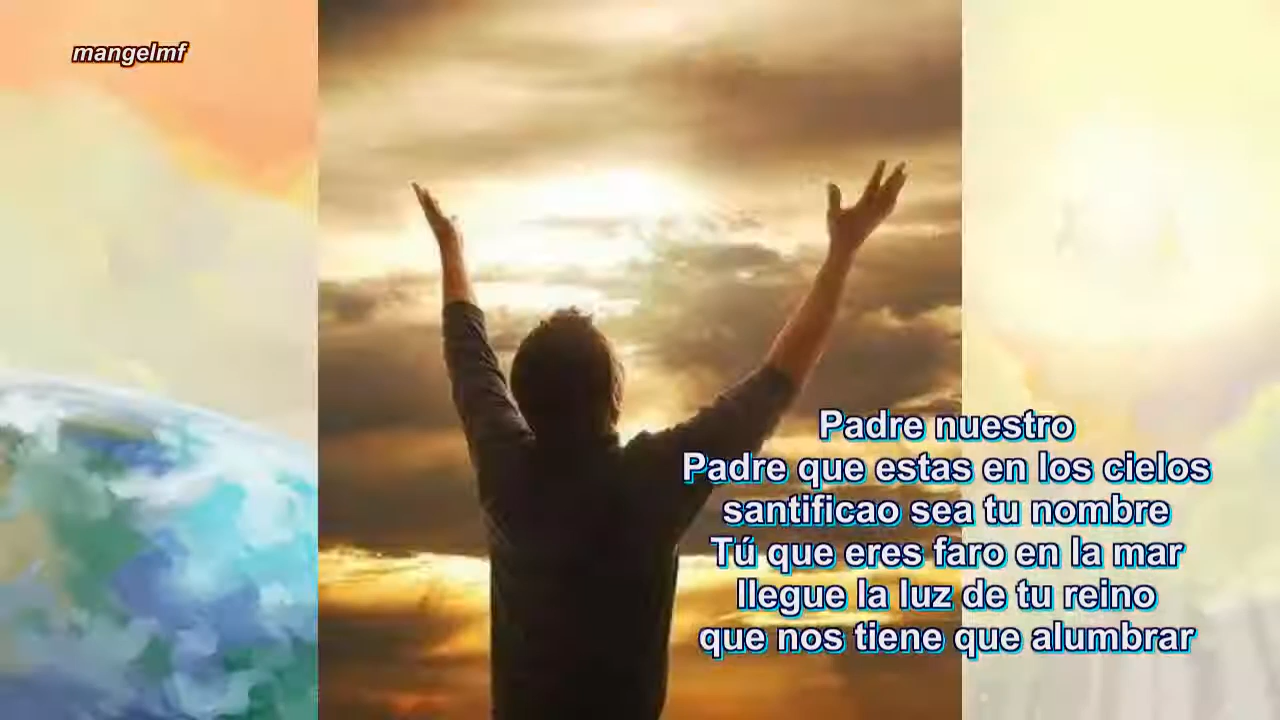 mangelmf
Padre nuestro
Padre que estas en los cielos
santificao sea tu nombre
Tú que eres faro en la mar
llegue la luz de tu reino
que nos tiene que alumbrar